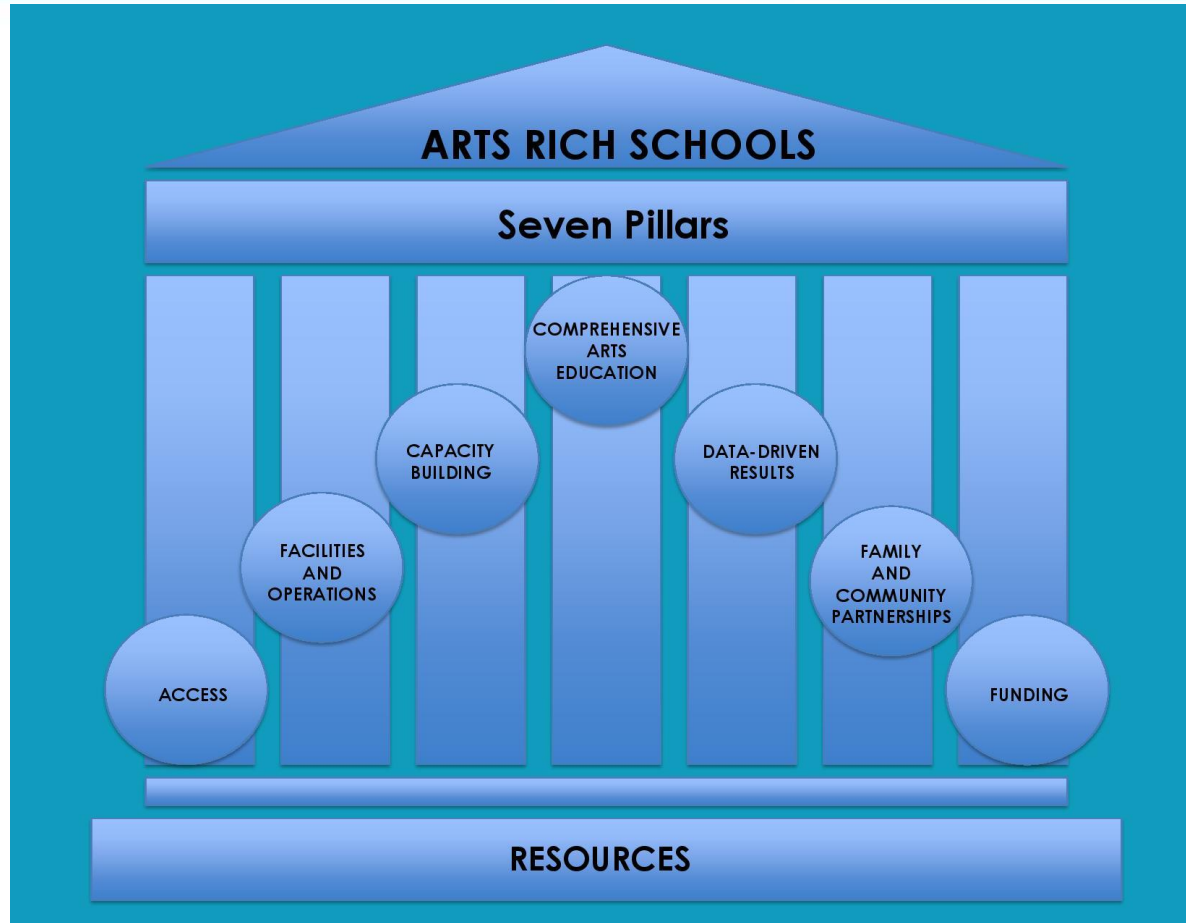 ARTS RICH SCHOOLS
Seven Pillars
ACCESS
FACILITIES
AND
OPERATIONS
CAPACITY
BUILDING
COMPREHENSIVE
ARTS
EDUCATION
DATA-DRIVEN
RESULTS
FAMILY
AND
COMMUNITY
PARTNERSHIPS
FUNDING
RESOURCES